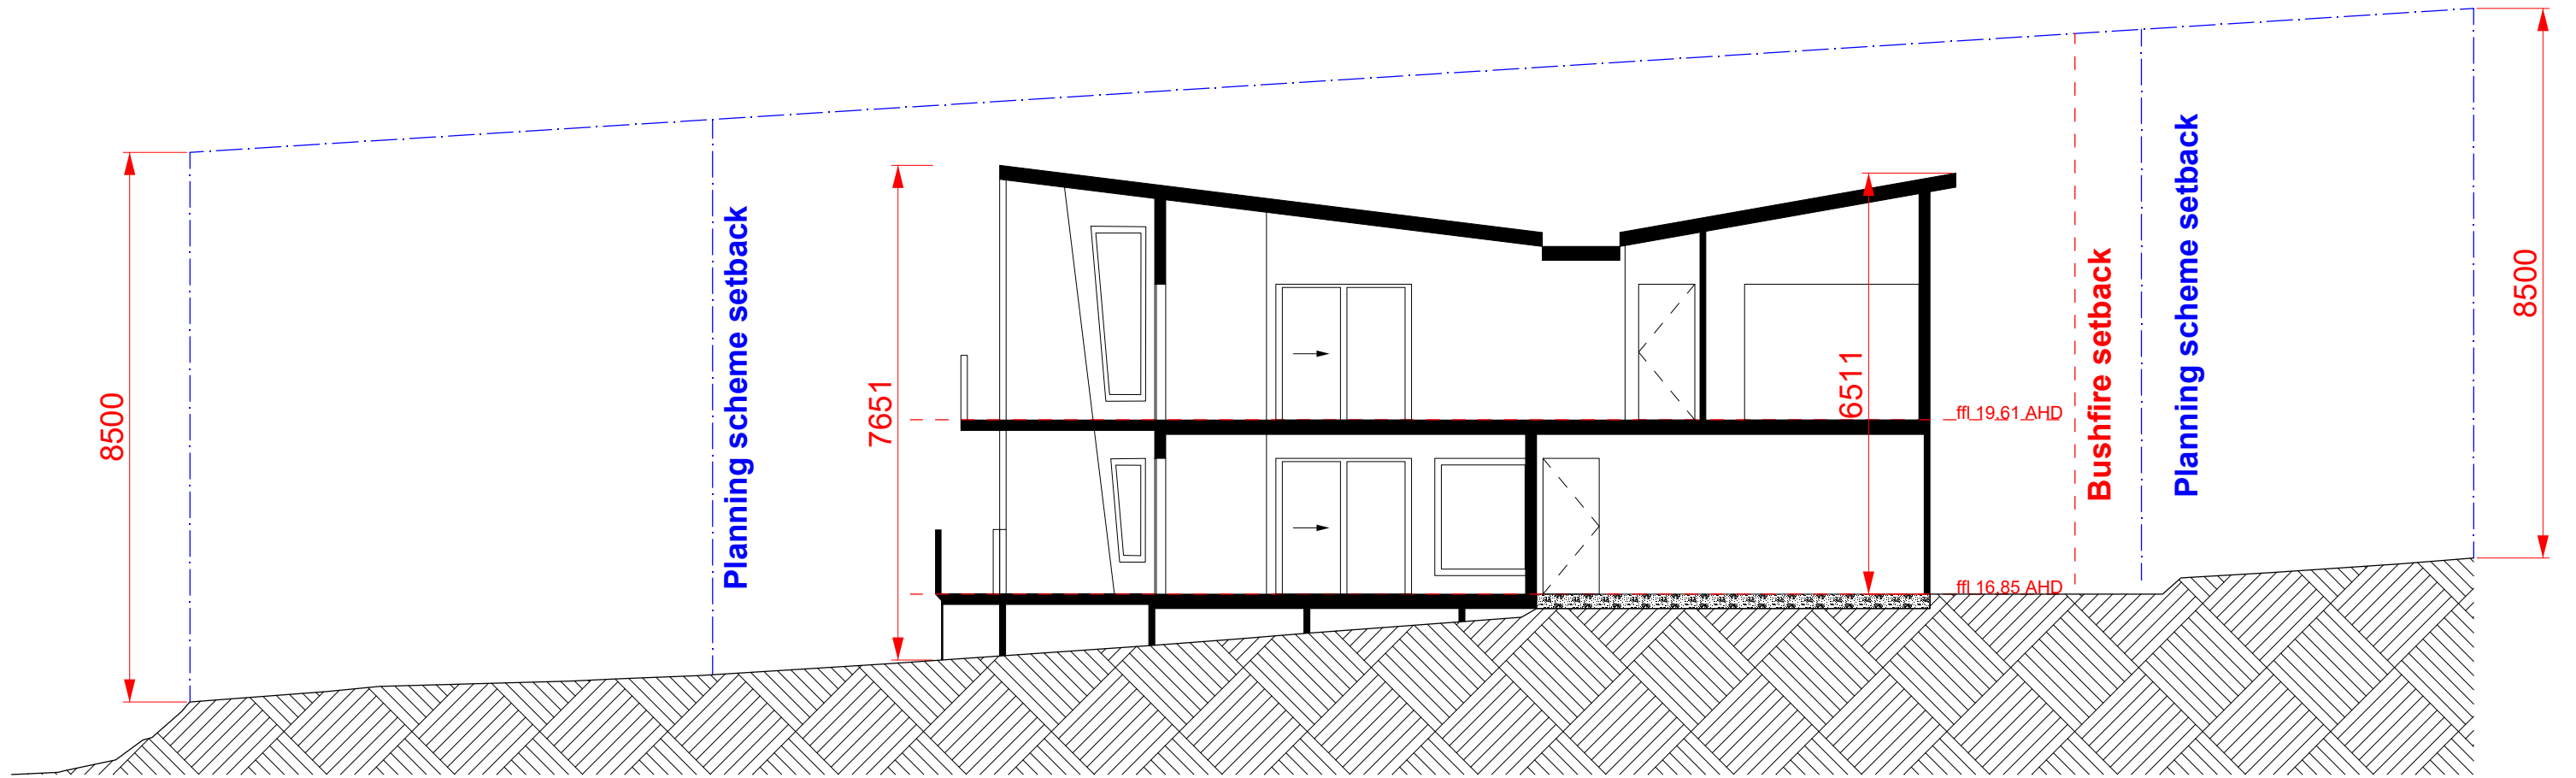 8500
Planning scheme setback
7651
6511
ffl 19.61 AHD
ffl 16.85 AHD
Bushfire setback
Planning scheme setback
8500